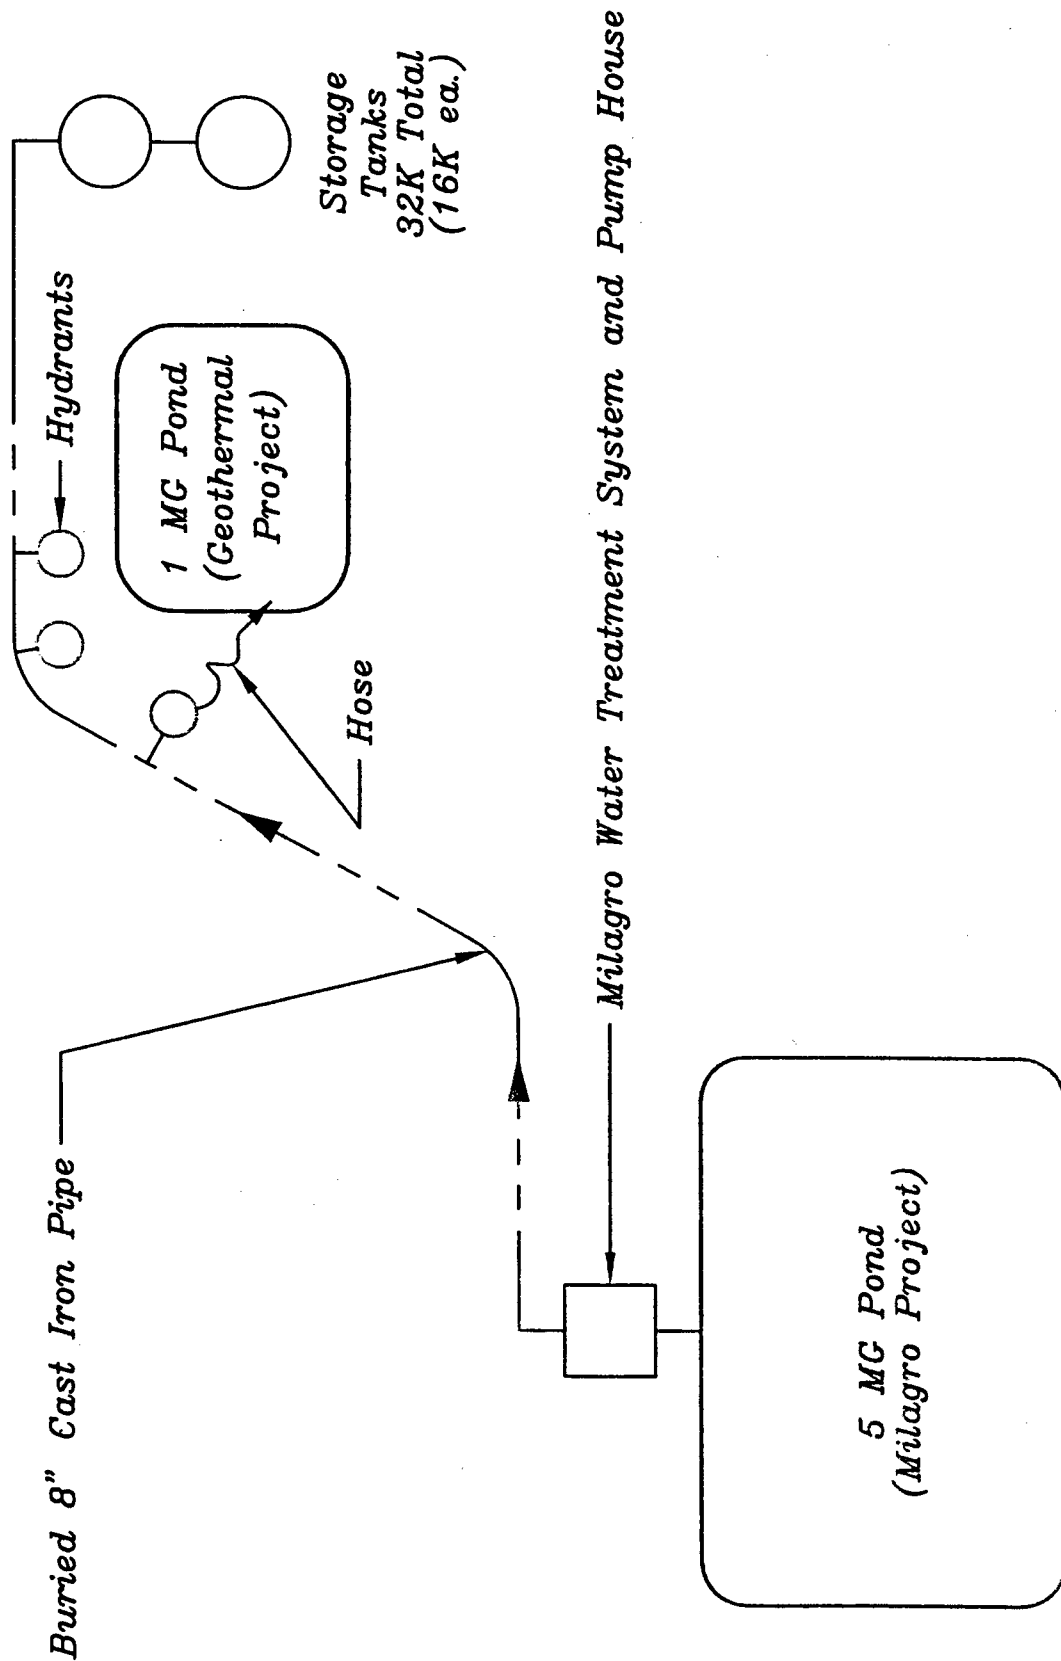 Storage
Tanks
32K Total
(16K ea.)
Hydrants
1 MG Pond
(Geothermal
Project)
Hose
Buried 8" Cast Iron Pipe
Milagro Water Treatment System and Pump House
5 MG Pond
(Milagro Project)